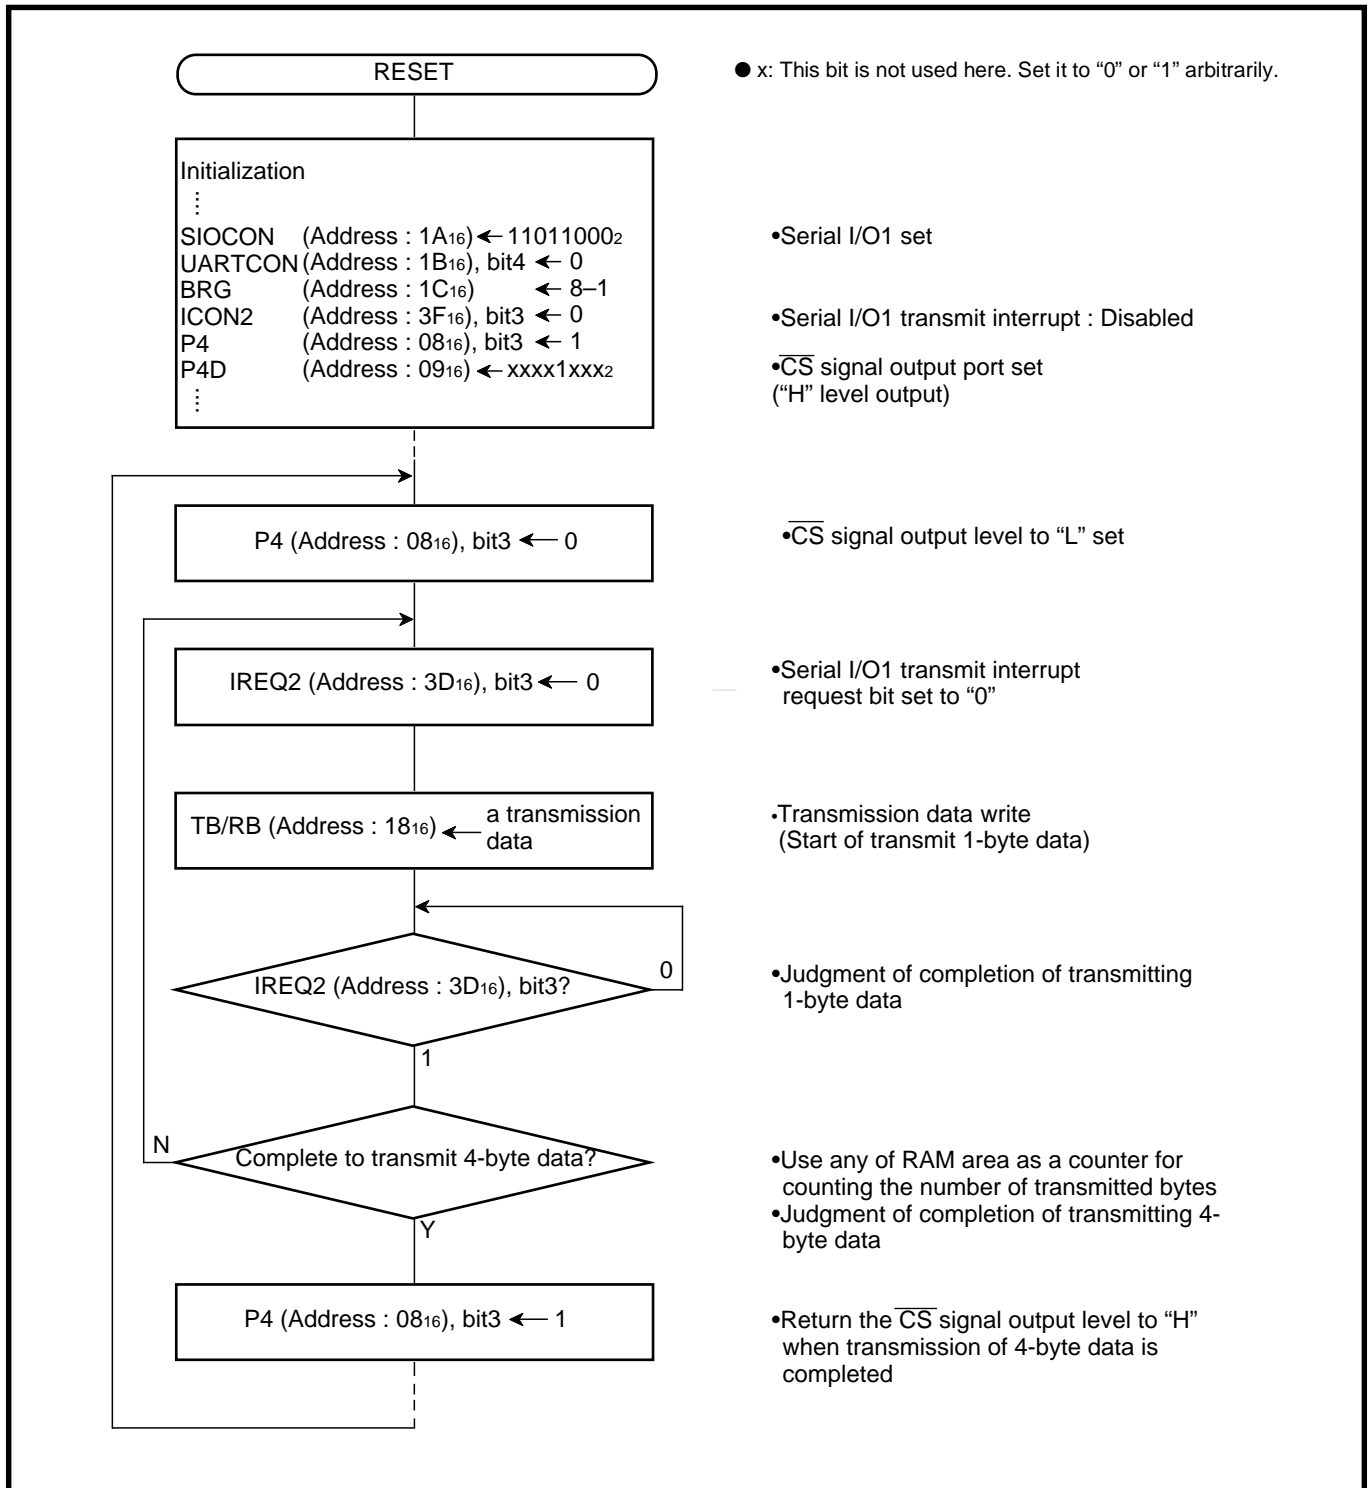 RESET
● x: This bit is not used here. Set it to “0” or “1” arbitrarily.
Initialization
SIOCON (Address : 1A16) ← 110110002
•Serial I/O1 set
UARTCON (Address : 1B16), bit4 ← 0
BRG (Address : 1C16) ← 8–1
ICON2 (Address : 3F16), bit3 ← 0
•Serial I/O1 transmit interrupt : Disabled
P4 (Address : 0816), bit3 ← 1
P4D (Address : 0916) ← xxxx1xxx2
•CS signal output port set
(“H” level output)
P4 (Address : 0816), bit3 ← 0
•CS signal output level to “L” set
IREQ2 (Address : 3D16), bit3 ← 0
•Serial I/O1 transmit interrupt
request bit set to “0”
TB/RB (Address : 1816) ← a transmission
data
•Transmission data write
(Start of transmit 1-byte data)
IREQ2 (Address : 3D16), bit3?
0
•Judgment of completion of transmitting
1-byte data
1
N
Complete to transmit 4-byte data?
•Use any of RAM area as a counter for
counting the number of transmitted bytes
•Judgment of completion of transmitting 4-
byte data
Y
P4 (Address : 0816), bit3 ← 1
•Return the CS signal output level to “H”
when transmission of 4-byte data is
completed